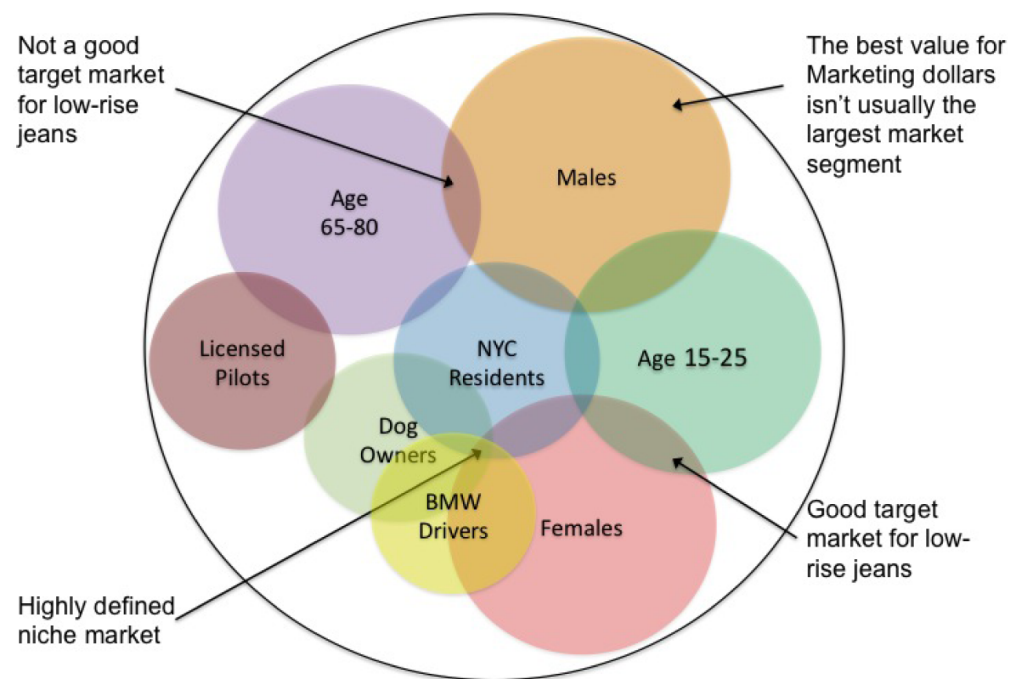 Not a good
target market
for low-rise
jeans
The best value for
Marketing dollars
isn’t usually the
largest market
segment
Males
Age
65-80
Licensed
Pilots
NYC
Residents
Age 15-25
Dog
Owners
BMW
Drivers
Females
Good target
market for low-
rise jeans
Highly defined
niche market